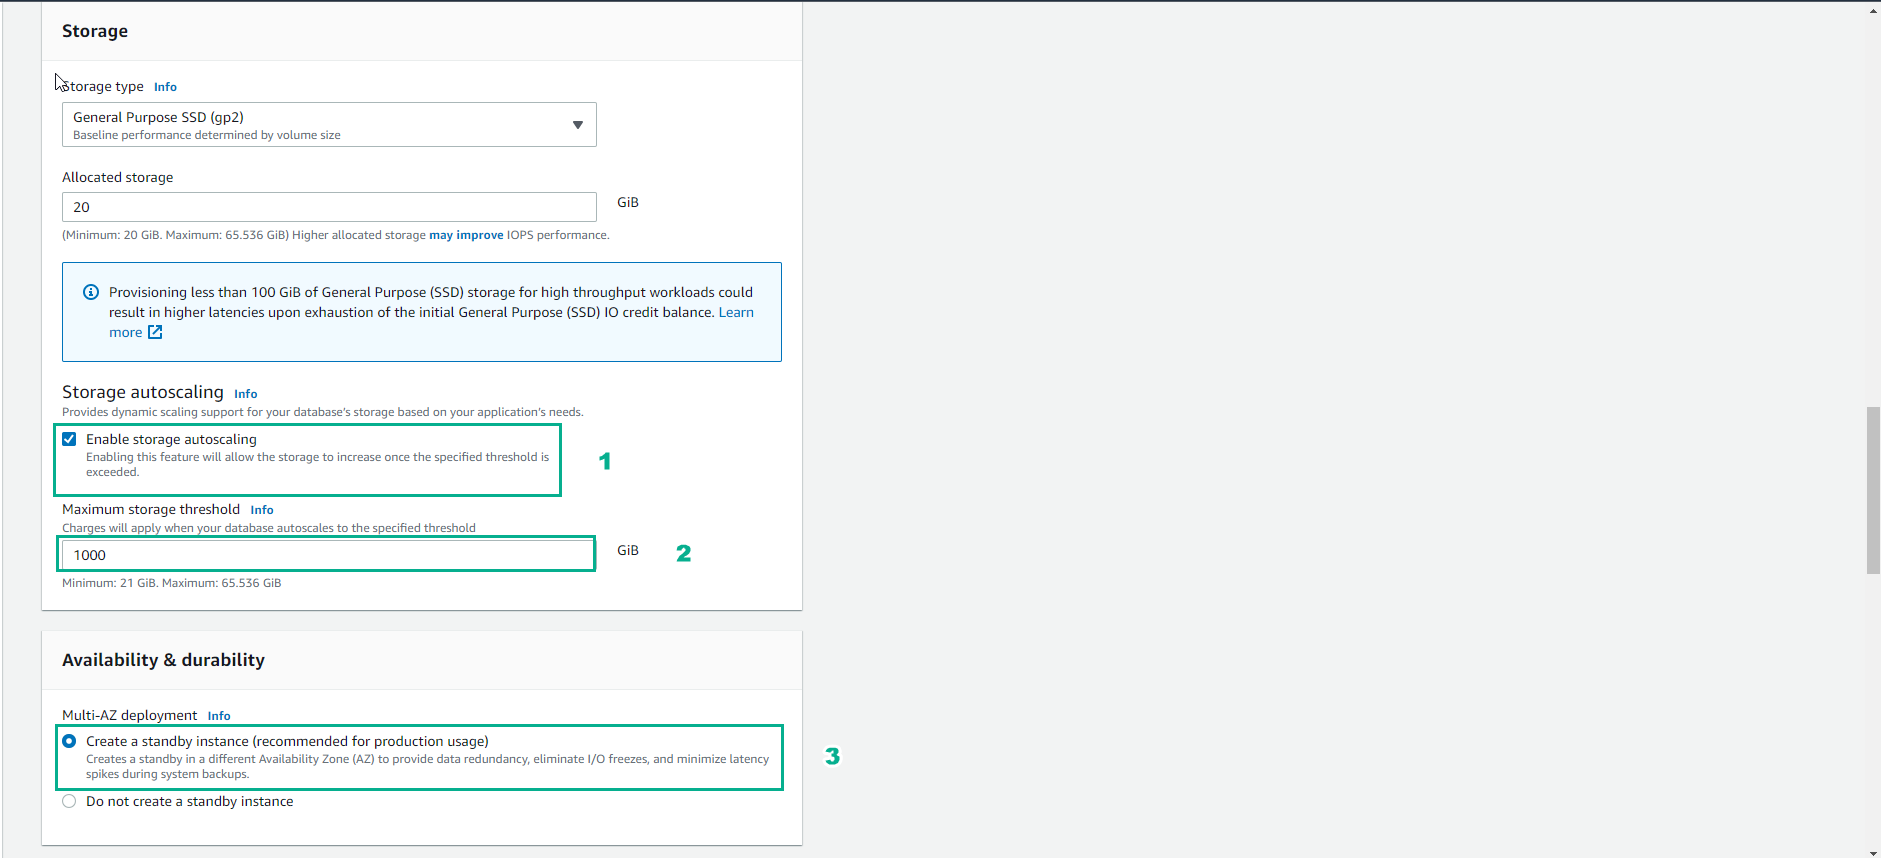 Storage
Storage type Info
General Purpose SSD (gp2)
Baseline performance determined by volume size
Allocated storage
20
GiB
(Minimum: 20 GiB. Maximum: 65.536 GiB) Higher allocated storage may improve IOPS performance.
Provisioning less than 100 GiB of General Purpose (SSD) storage for high throughput workloads could
result in higher latencies upon exhaustion of the initial General Purpose (SSD) IO credit balance. Learn
more
Storage autoscaling Info
Provides dynamic scaling support for your database's storage based on your application's needs.
Enable storage autoscaling
Enabling this feature will allow the storage to increase once the specified threshold is
exceeded.
1
Maximum storage threshold Info
Charges will apply when your database autoscales to the specified threshold
1000
GiB
2
Minimum: 21 GiB. Maximum: 65.536 GiB
Availability & durability
Multi-AZ deployment Info
Create a standby instance (recommended for production usage)
Creates a standby in a different Availability Zone (AZ) to provide data redundancy, eliminate I/O freezes, and minimize latency
spikes during system backups.
3
Do not create a standby instance